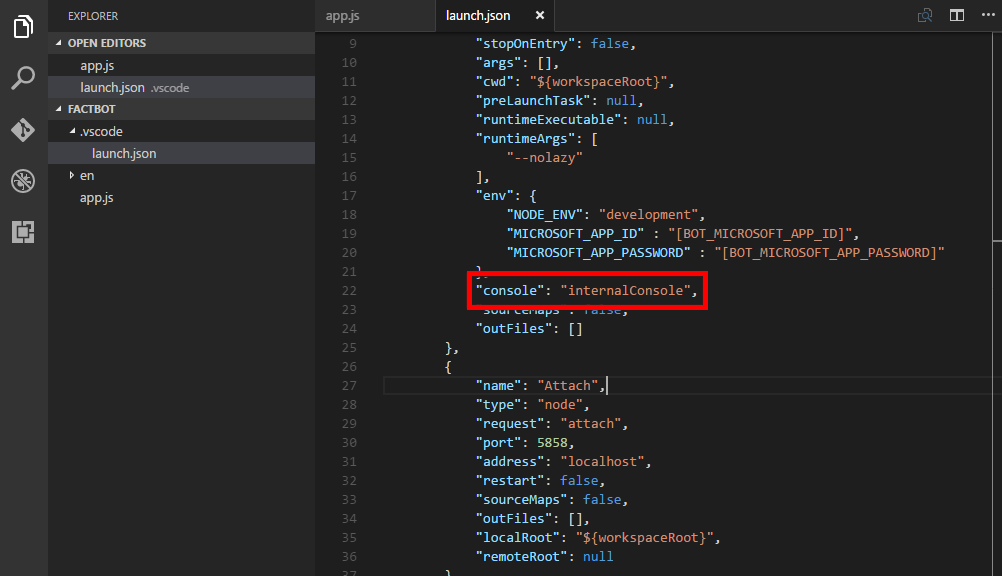 EXPLORER
OPEN EDITORS
app.js
launch.json .vscode
FACTBOT
.vscode
launch.json
en
app.js
app.js
launch.json ×
9 "stopOnEntry": false,
10 "args": [],
11 "cwd": "${workspaceRoot}",
12 "preLaunchTask": null,
13 "runtimeExecutable": null,
14 "runtimeArgs": [
15 "--nolazy"
16 ],
17 "env": {
18 "NODE_ENV": "development",
19 "MICROSOFT_APP_ID" : "[BOT_MICROSOFT_APP_ID]",
20 "MICROSOFT_APP_PASSWORD" : "[BOT_MICROSOFT_APP_PASSWORD]"
21 },
22 "console": "internalConsole",
23 "sourceMaps": false,
24 "outFiles": []
25 },
26 {
27 "name": "Attach",
28 "type": "node",
29 "request": "attach",
30 "port": 5858,
31 "address": "localhost",
32 "restart": false,
33 "sourceMaps": false,
34 "outFiles": [],
35 "localRoot": "${workspaceRoot}",
36 "remoteRoot": null
37 }